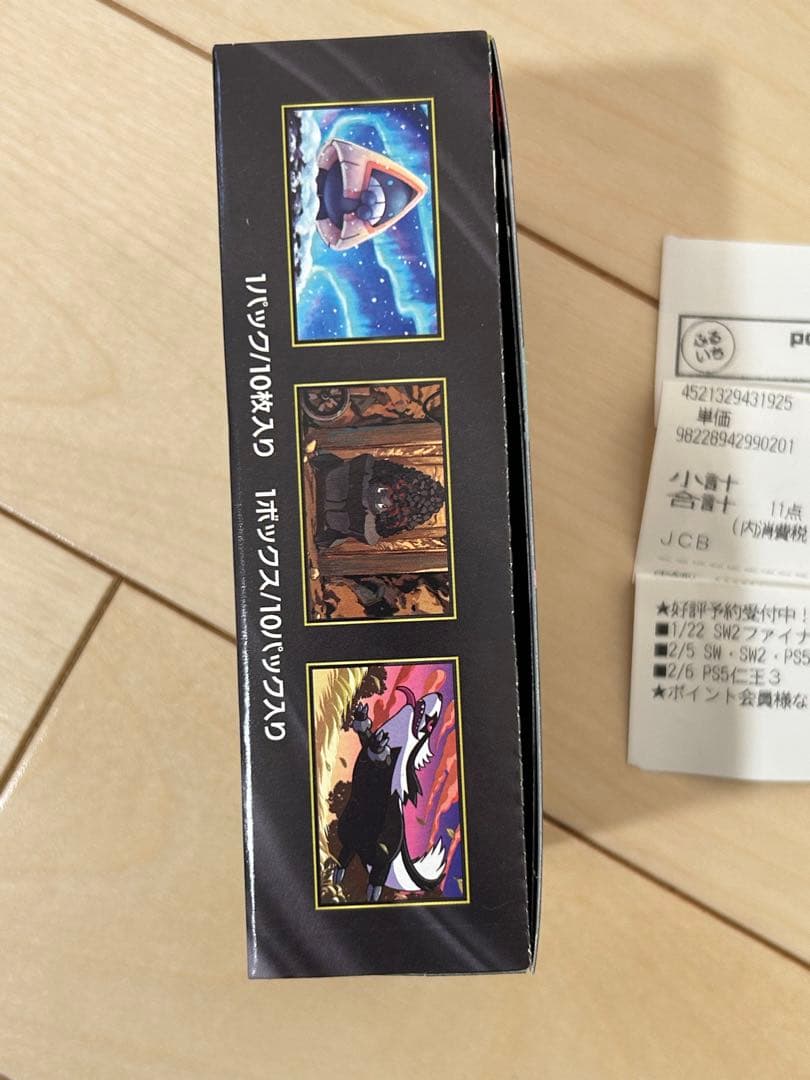 1パック/10枚入り 1ボックス/10パック入り
るふわい
po
4521329431925
単価
98228942990201
小計
合計 11点
(内消費税
JCB
★好評予約受付中！
■1/22 SW2ファイナ
■2/5 SW・SW2・PS5
■2/6 PS5仁王3
★ポイント会員様な